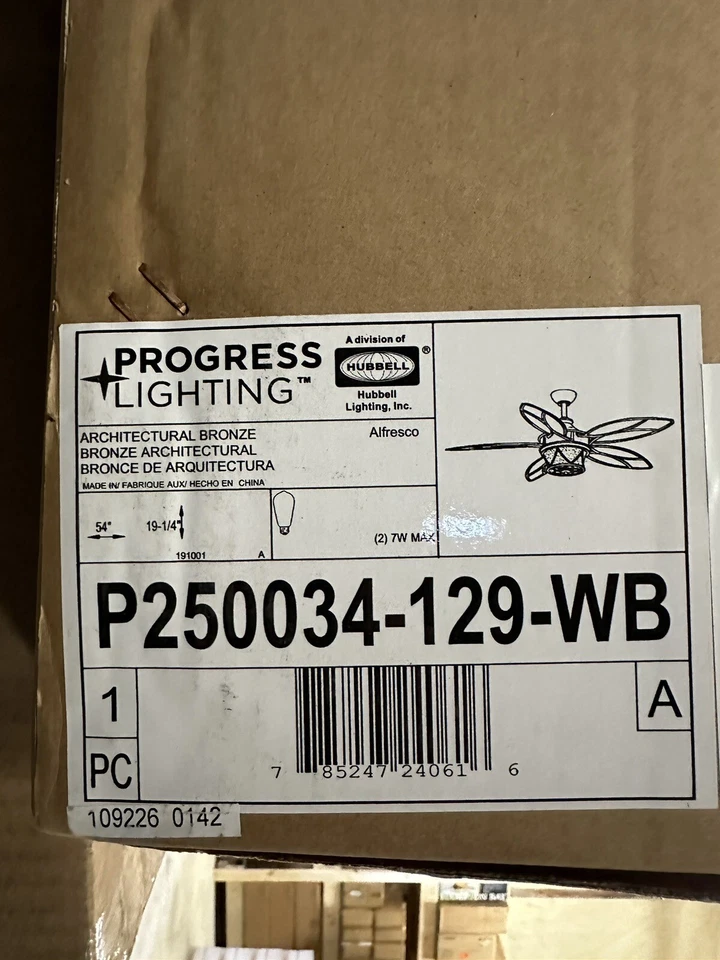 PROGRESS
LIGHTING™
A division of
HUBBELL®
Hubbell
Lighting, Inc.
ARCHITECTURAL BRONZE
BRONZE ARCHITECTURAL
BRONCE DE ARQUITECTURA
Alfresco
MADE IN/ FABRIQUE AUX/ HECHO EN CHINA
54"
19-1/4"
191001
A
(2) 7W MAX
P250034-129-WB
1
PC
A
7 85247 24061 6
109226 0142